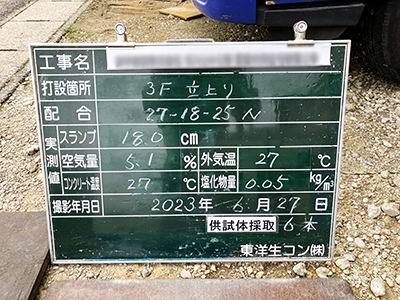 工事名
打設箇所 3F 立上り
配合 27-18-25 N
実測値
スランプ 18.0 cm
空気量 5.1 % 外気温 27 ℃
コンクリート温度 27 ℃ 塩化物量 0.05 kg/m³
撮影年月日 2023年 6月27日
供試体採取 6本
東洋生コン(株)